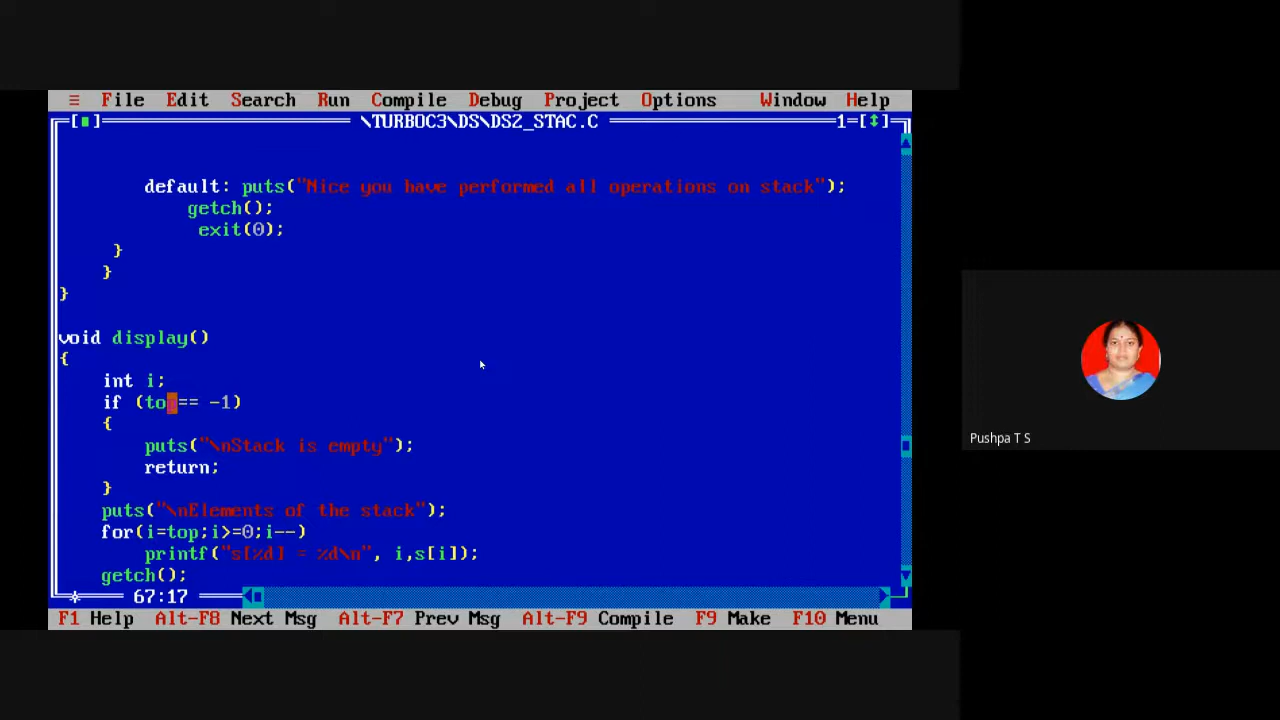 ≡ File Edit Search Run Compile Debug Project Options Window Help
[■] \TURBOC3\DS\DS2_STAC.C 1=[↕]
default: puts("Nice you have performed all operations on stack");
getch();
exit(0);
}
}
}
void display()
{
int i;
if (top== -1)
{
puts("\nStack is empty");
return;
}
puts("\nElements of the stack");
for(i=top;i>=0;i--)
printf("s[%d] = %d\n", i,s[i]);
getch();
67:17
F1 Help Alt-F8 Next Msg Alt-F7 Prev Msg Alt-F9 Compile F9 Make F10 Menu
Pushpa T S